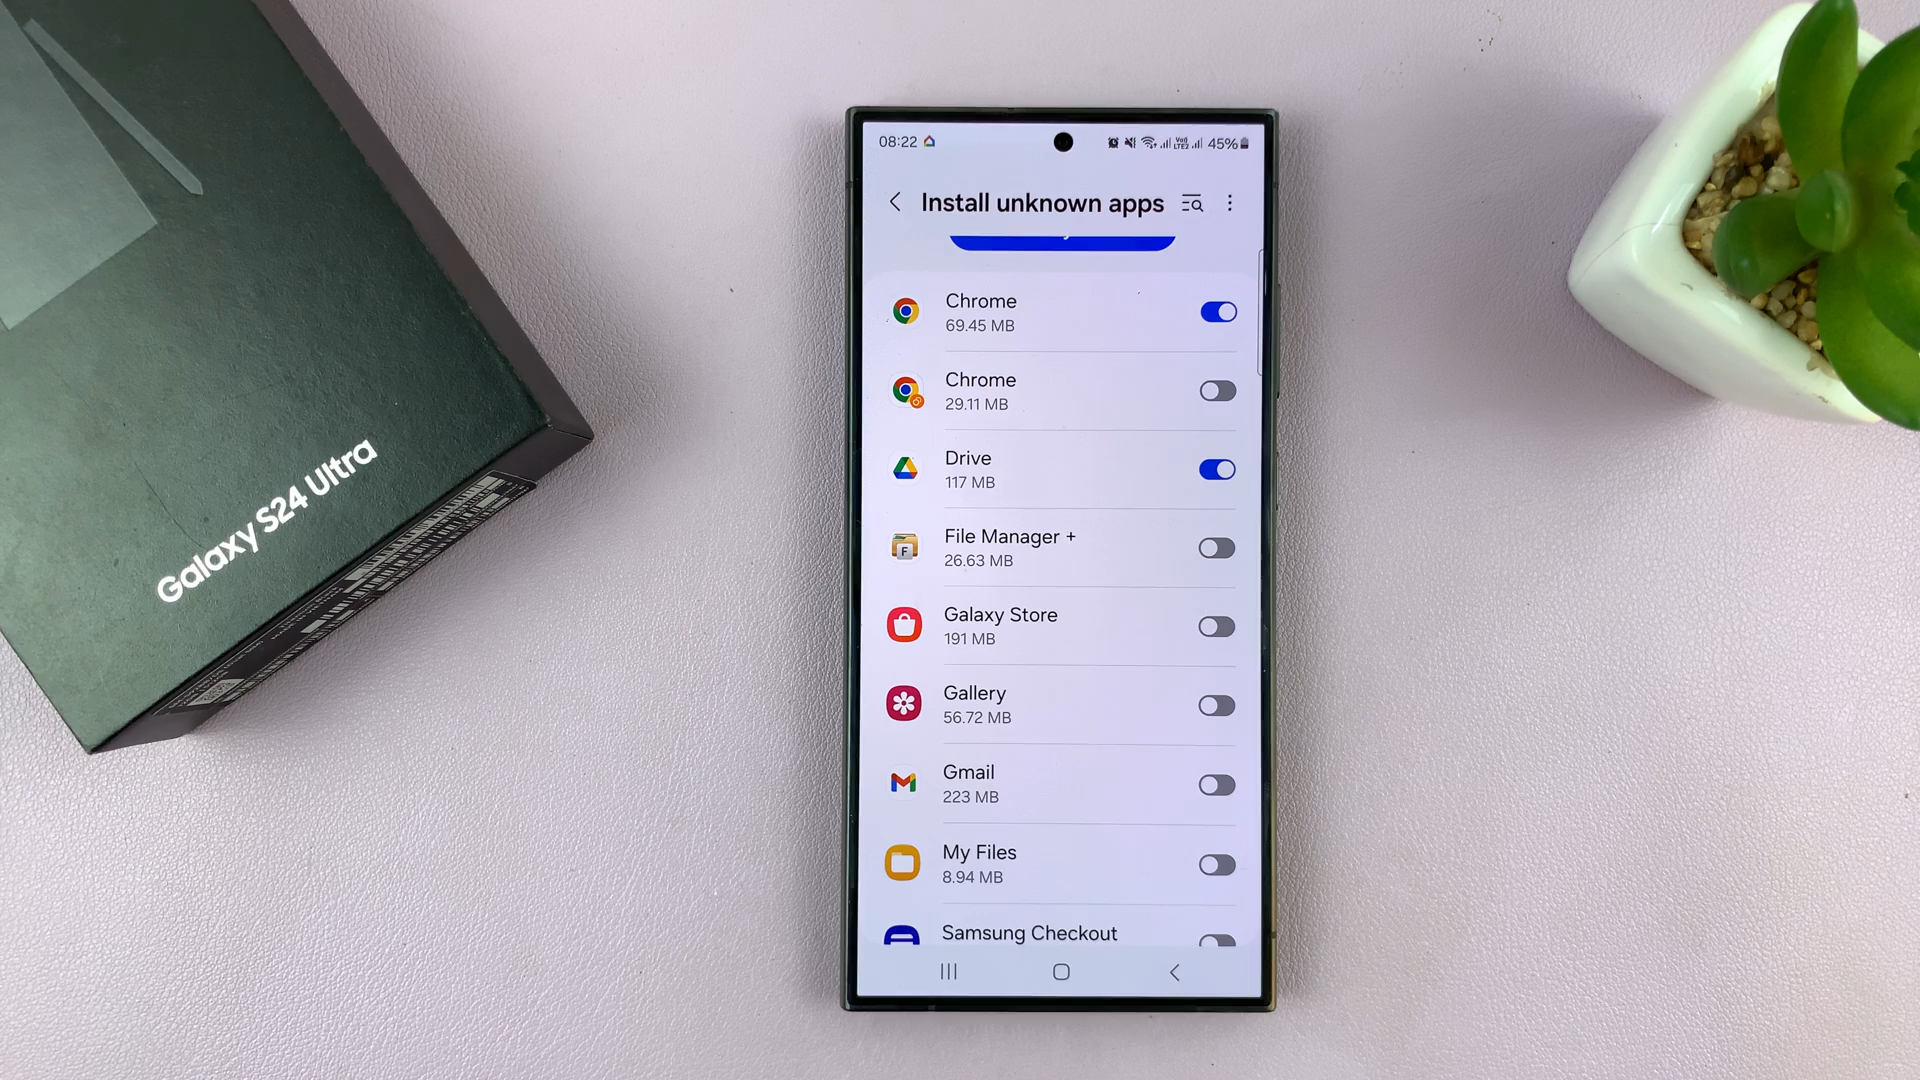 Galaxy S24 Ultra
08:22
45%
Install unknown apps
Chrome
69.45 MB
Chrome
29.11 MB
Drive
117 MB
File Manager +
26.63 MB
F
Galaxy Store
191 MB
Gallery
56.72 MB
Gmail
223 MB
My Files
8.94 MB
Samsung Checkout